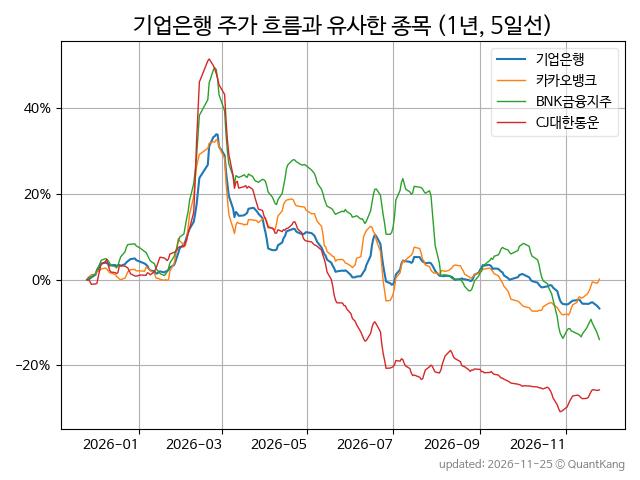 기업은행 주가 흐름과 유사한 종목 (1년, 5일선)
기업은행
카카오뱅크
BNK금융지주
CJ대한통운
40%
20%
0%
−20%
2026-01 2026-03 2026-05 2026-07 2026-09 2026-11
updated: 2026-11-25 © QuantKang